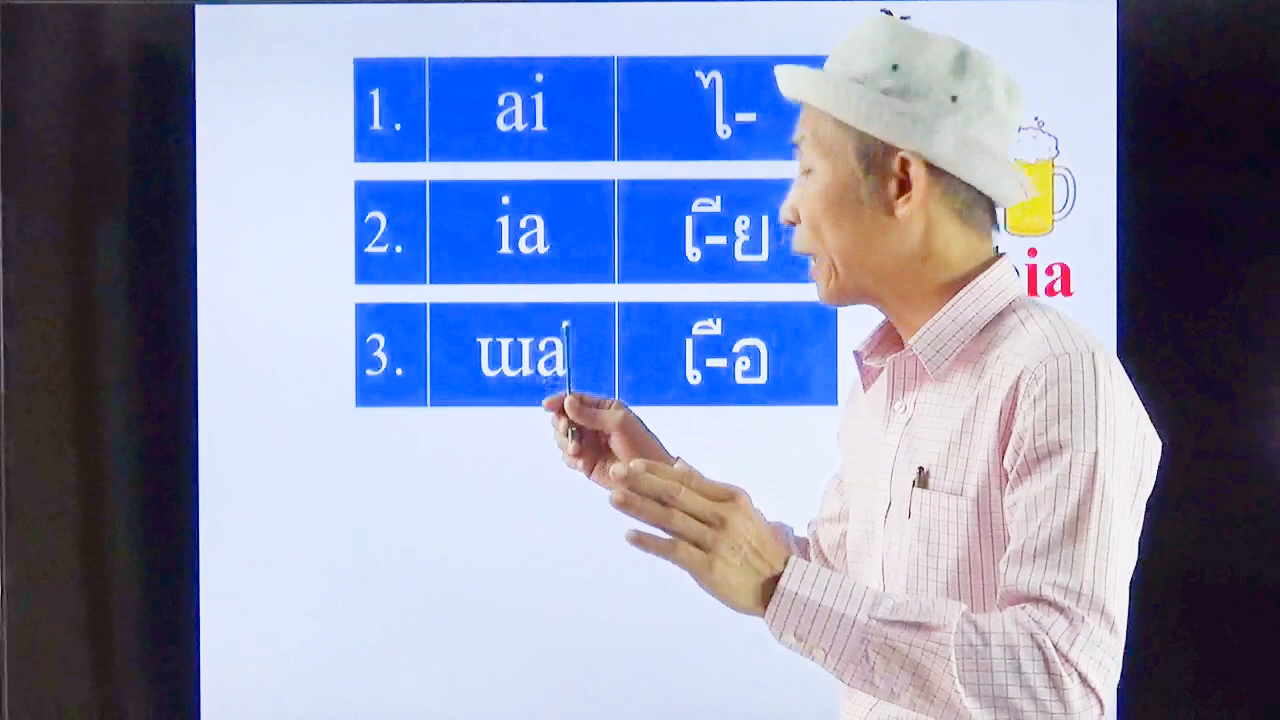 1. ai ไ-
2. ia เ-ีย
3. ɯa เ-ือ
ia